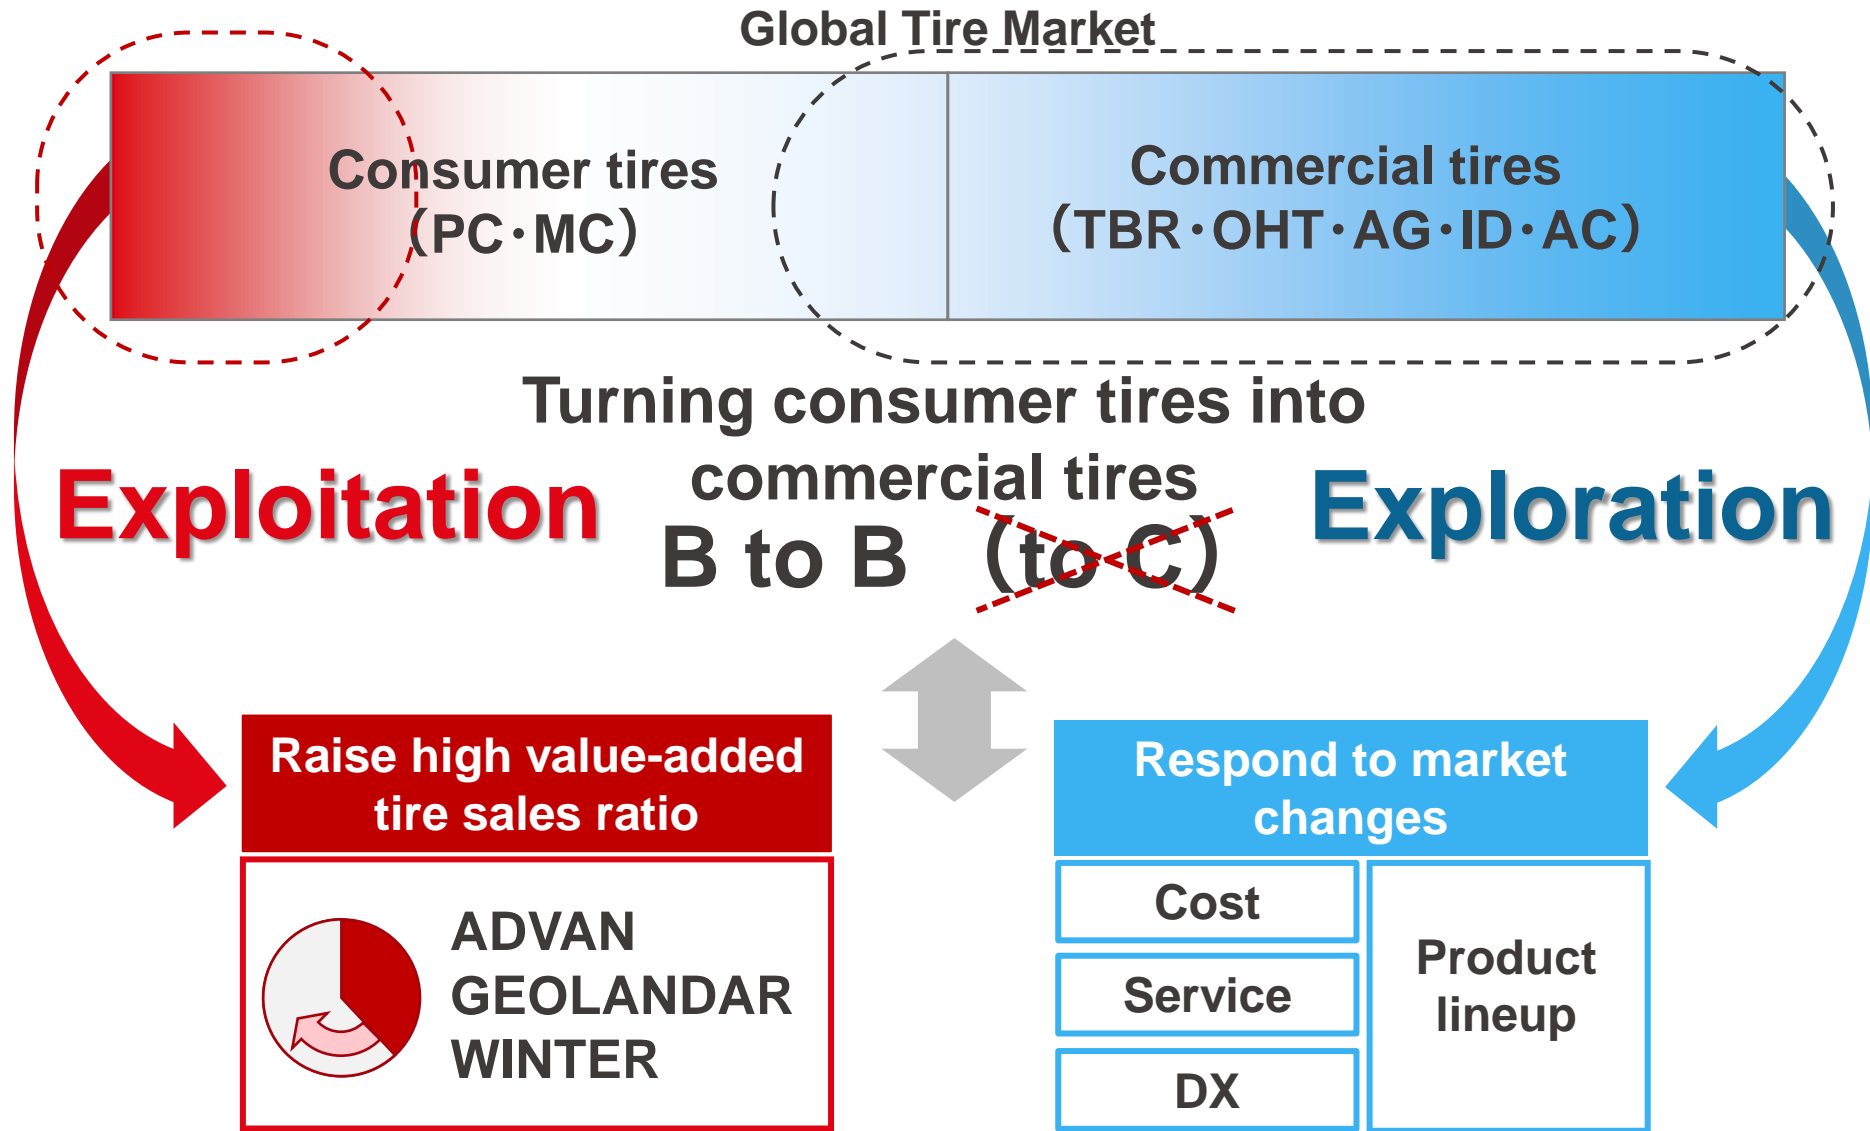 Global Tire Market
Consumer tires
（PC・MC）
Commercial tires
（TBR・OHT・AG・ID・AC）
Turning consumer tires into
commercial tires
B to B （to C）
Exploitation
Exploration
Raise high value-added
tire sales ratio
ADVAN
GEOLANDAR
WINTER
Respond to market
changes
Cost
Service
DX
Product
lineup